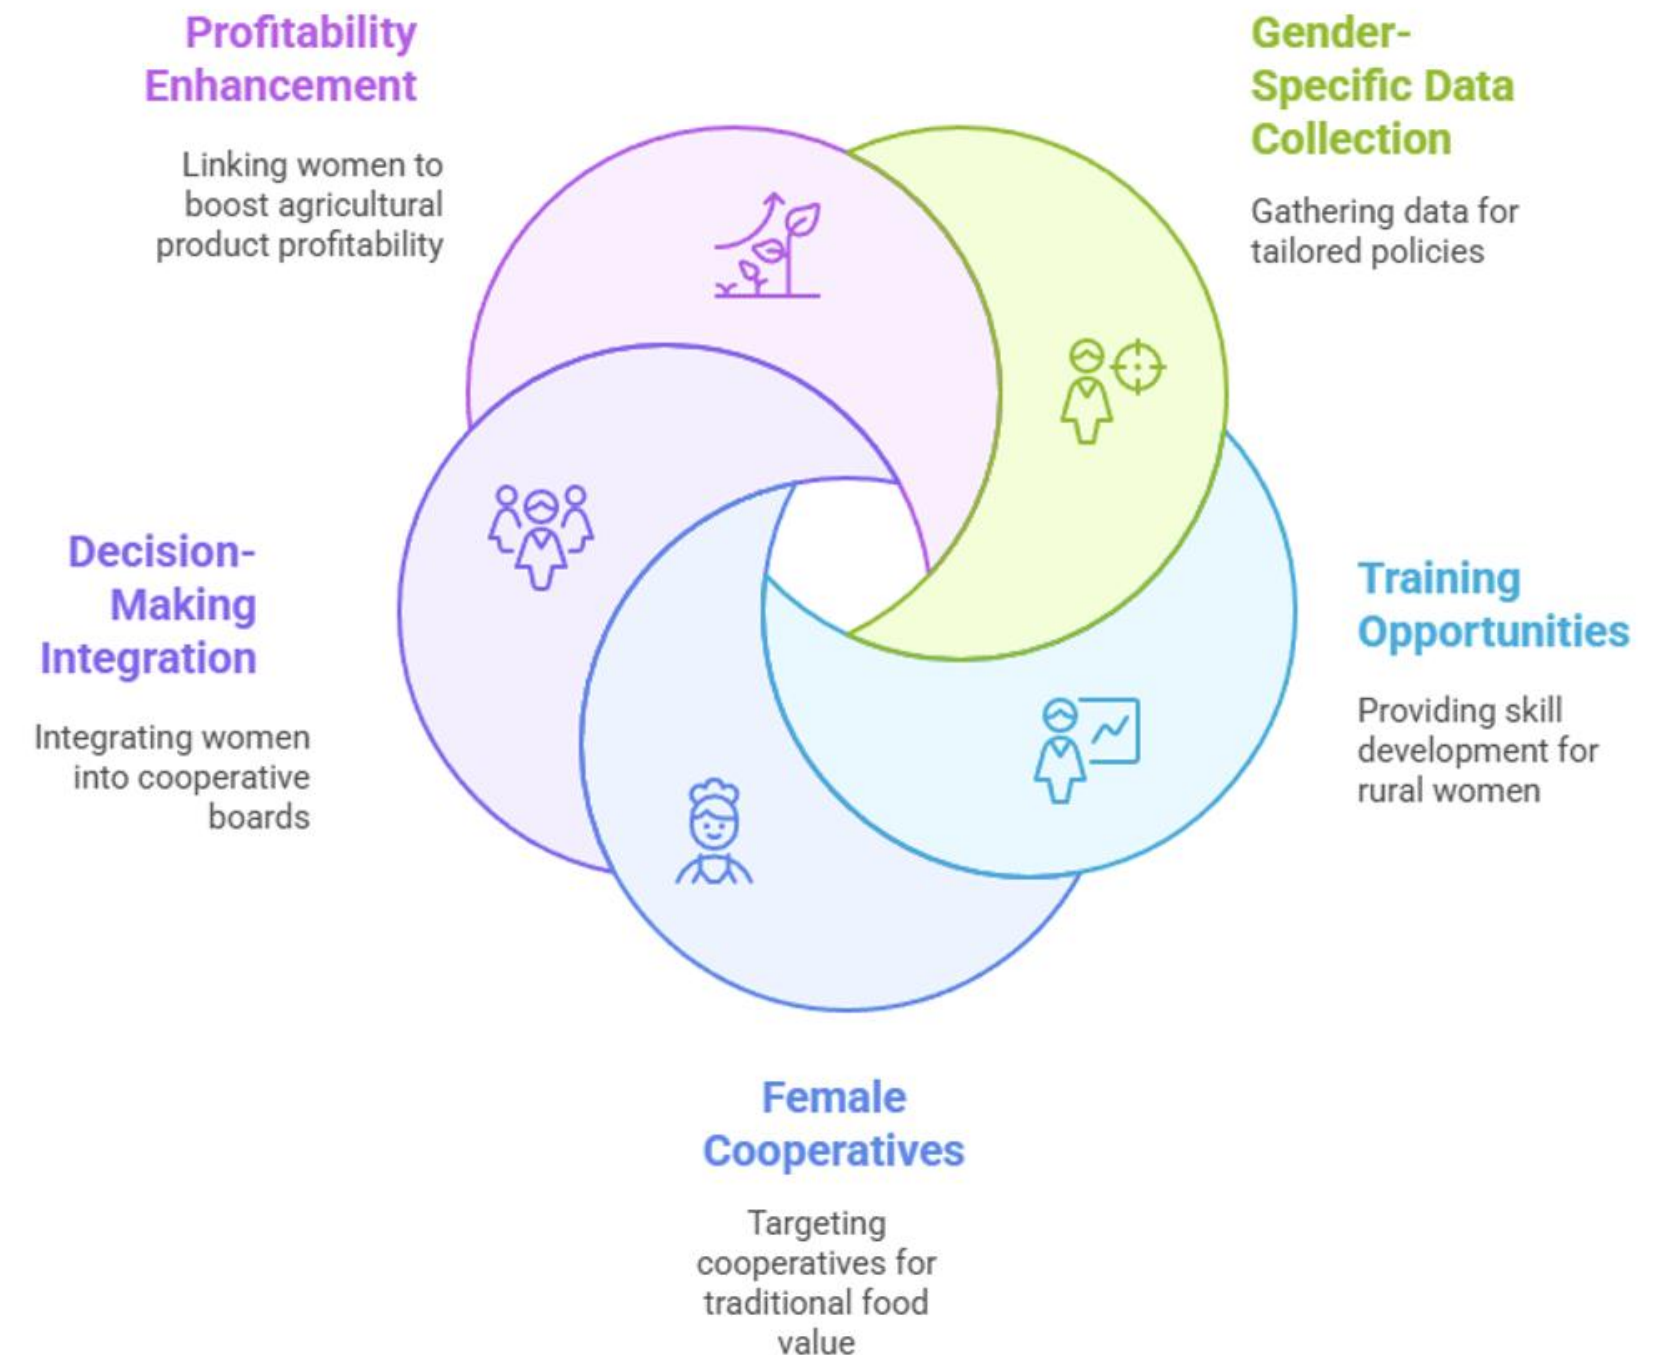 Profitability
Enhancement
Linking women to
boost agricultural
product profitability
Gender-
Specific Data
Collection
Gathering data for
tailored policies
Decision-
Making
Integration
Integrating women
into cooperative
boards
Training
Opportunities
Providing skill
development for
rural women
Female
Cooperatives
Targeting
cooperatives for
traditional food
value